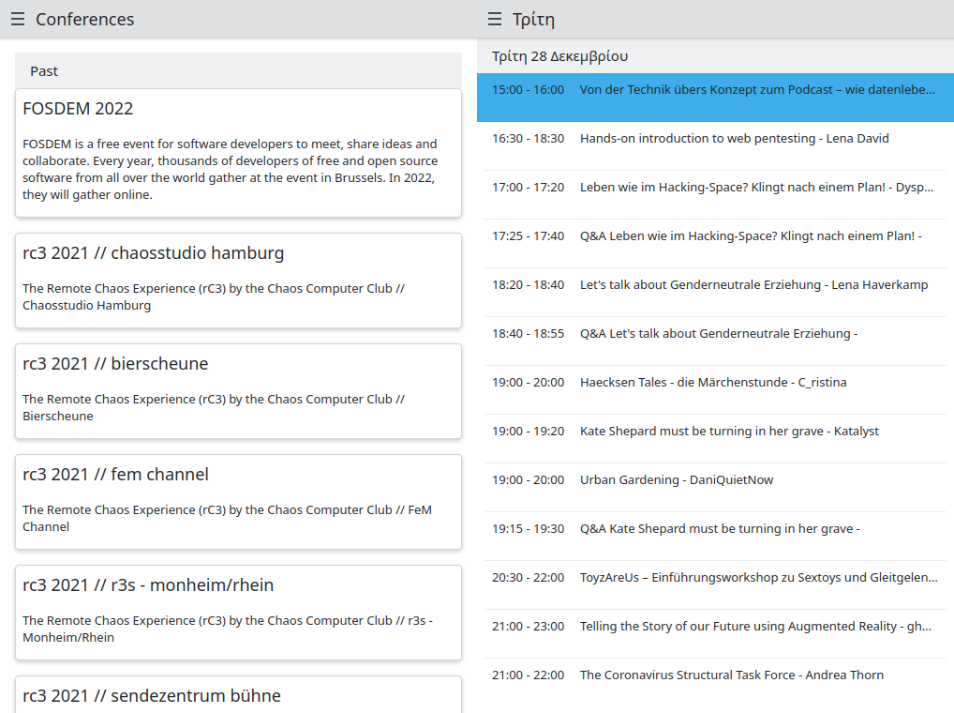 Conferences
Past
FOSDEM 2022
FOSDEM is a free event for software developers to meet, share ideas and
collaborate. Every year, thousands of developers of free and open source
software from all over the world gather at the event in Brussels. In 2022,
they will gather online.
rc3 2021 // chaosstudio hamburg
The Remote Chaos Experience (rC3) by the Chaos Computer Club //
Chaosstudio Hamburg
rc3 2021 // bierscheune
The Remote Chaos Experience (rC3) by the Chaos Computer Club //
Bierscheune
rc3 2021 // fem channel
The Remote Chaos Experience (rC3) by the Chaos Computer Club // FeM
Channel
rc3 2021 // r3s - monheim/rhein
The Remote Chaos Experience (rC3) by the Chaos Computer Club // r3s -
Monheim/Rhein
rc3 2021 // sendezentrum bühne
Τρίτη
Τρίτη 28 Δεκεμβρίου
15:00 - 16:00 Von der Technik übers Konzept zum Podcast – wie datenlebe...
16:30 - 18:30 Hands-on introduction to web pentesting - Lena David
17:00 - 17:20 Leben wie im Hacking-Space? Klingt nach einem Plan! - Dysp...
17:25 - 17:40 Q&A Leben wie im Hacking-Space? Klingt nach einem Plan! -
18:20 - 18:40 Let's talk about Genderneutrale Erziehung - Lena Haverkamp
18:40 - 18:55 Q&A Let's talk about Genderneutrale Erziehung -
19:00 - 20:00 Haecksen Tales - die Märchenstunde - C_ristina
19:00 - 19:20 Kate Shepard must be turning in her grave - Katalyst
19:00 - 20:00 Urban Gardening - DaniQuietNow
19:15 - 19:30 Q&A Kate Shepard must be turning in her grave -
20:30 - 22:00 ToyzAreUs – Einführungsworkshop zu Sextoys und Gleitgelen...
21:00 - 23:00 Telling the Story of our Future using Augmented Reality - gh...
21:00 - 22:00 The Coronavirus Structural Task Force - Andrea Thorn